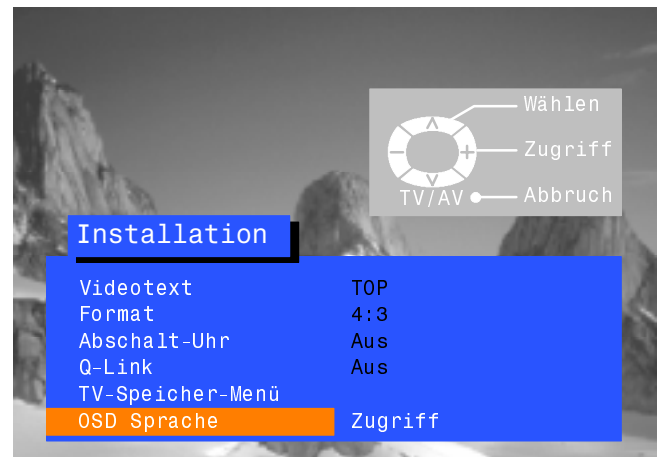 Wählen
Zugriff
TV/AV Abbruch
Installation
Videotext TOP
Format 4:3
Abschalt-Uhr Aus
Q-Link Aus
TV-Speicher-Menü
OSD Sprache Zugriff